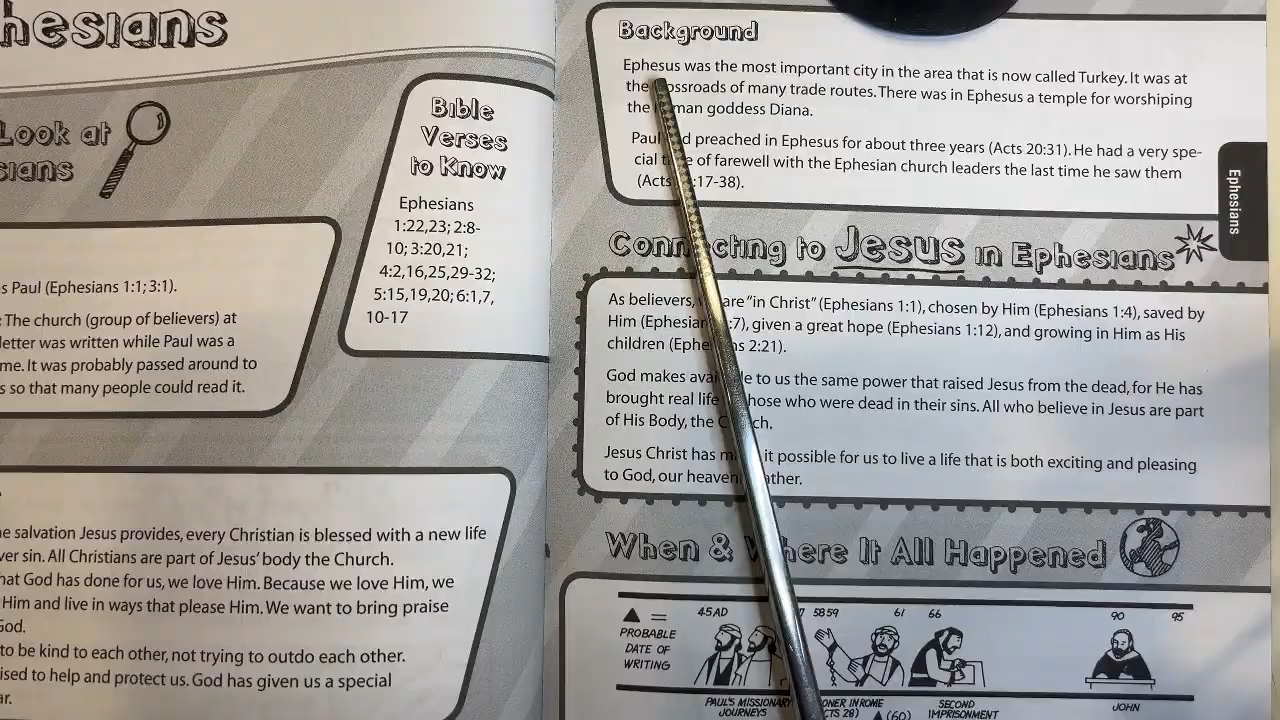 hesians
Look at
sians
s Paul (Ephesians 1:1; 3:1).
: The church (group of believers) at
letter was written while Paul was a
me. It was probably passed around to
s so that many people could read it.
Bible
Verses
to Know
Ephesians
1:22,23; 2:8-
10; 3:20,21;
4:2,16,25,29-32;
5:15,19,20; 6:1,7,
10-17
e salvation Jesus provides, every Christian is blessed with a new life
ver sin. All Christians are part of Jesus' body the Church.
hat God has done for us, we love Him. Because we love Him, we
Him and live in ways that please Him. We want to bring praise
God.
to be kind to each other, not trying to outdo each other.
ised to help and protect us. God has given us a special
ar.
Background
Ephesus was the most important city in the area that is now called Turkey. It was at
the ossroads of many trade routes. There was in Ephesus a temple for worshiping
the man goddess Diana.
Paul d preached in Ephesus for about three years (Acts 20:31). He had a very spe-
cial t e of farewell with the Ephesian church leaders the last time he saw them
(Acts :17-38).
Ephesians
Connecting to Jesus in Ephesians
As believers, are "in Christ" (Ephesians 1:1), chosen by Him (Ephesians 1:4), saved by
Him (Ephesian :7), given a great hope (Ephesians 1:12), and growing in Him as His
children (Ephe ns 2:21).
God makes avai le to us the same power that raised Jesus from the dead, for He has
brought real life hose who were dead in their sins. All who believe in Jesus are part
of His Body, the C ch.
Jesus Christ has m it possible for us to live a life that is both exciting and pleasing
to God, our heaven ather.
When & Where It All Happened
▲ = PROBABLE DATE OF WRITING
45AD 7 58 59 61 66 90 95
PAUL'S MISSIONARY JOURNEYS
ONER IN ROME
CTS 28) ▲ (60)
SECOND IMPRISONMENT
JOHN